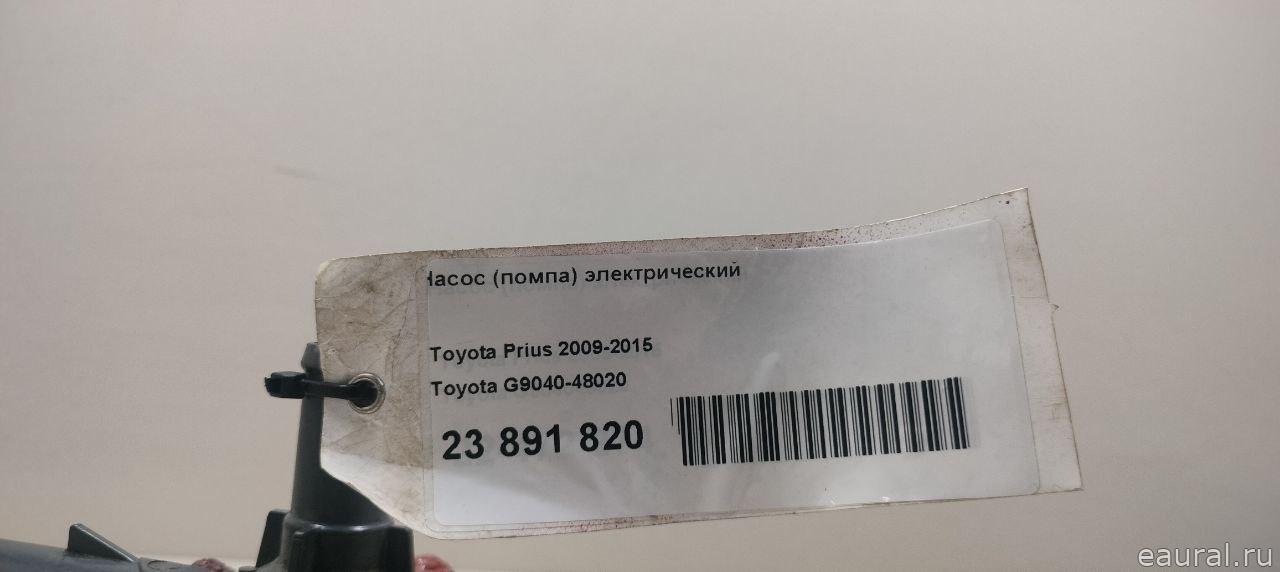 Насос (помпа) электрический
Toyota Prius 2009-2015
Toyota G9040-48020
23 891 820
eaural.ru